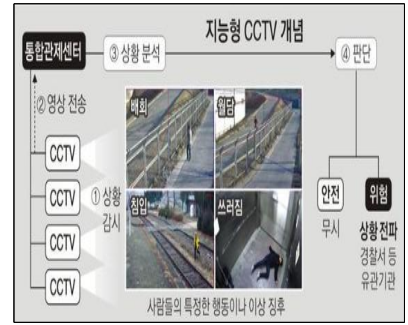 지능형 CCTV 개념
통합관제센터
③ 상황 분석
④ 판단
② 영상 전송
배회
월담
CCTV
CCTV
① 상황
감시
침입
쓰러짐
안전
위험
무시
상황 전파
경찰서 등
유관기관
CCTV
CCTV
사람들의 특정한 행동이나 이상 징후